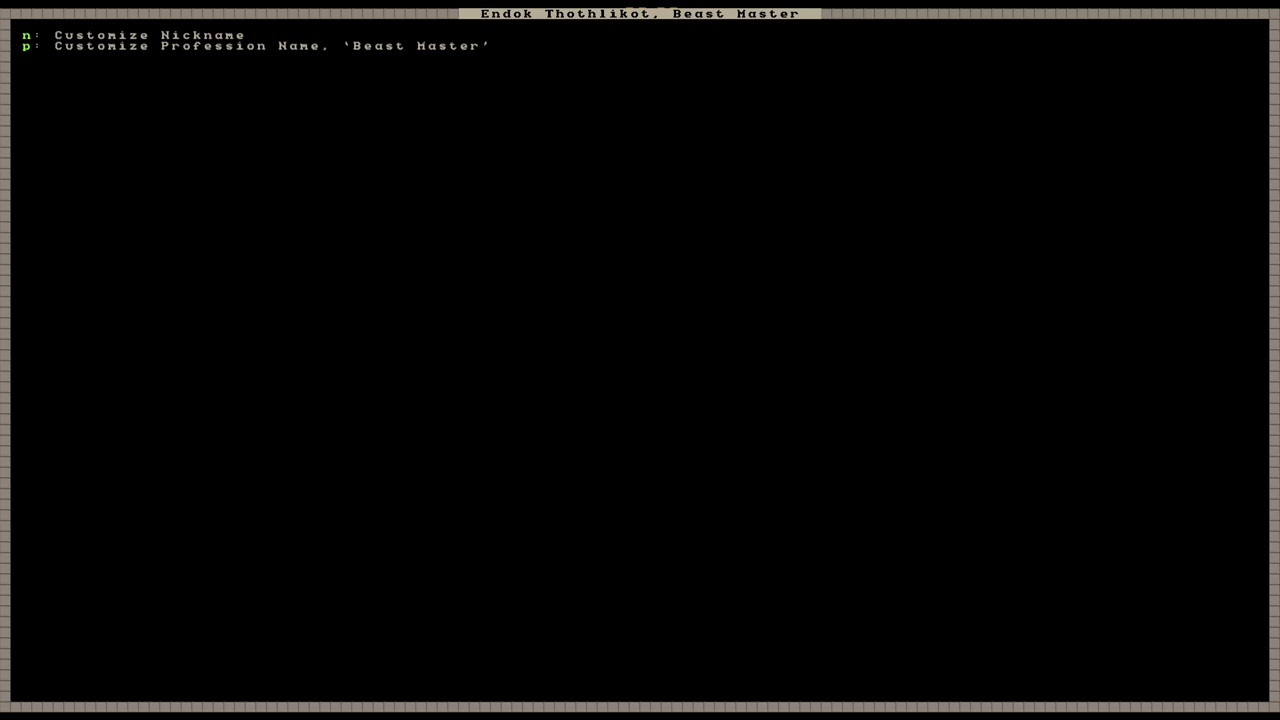 Endok Thothlikot, Beast Master
n: Customize Nickname
p: Customize Profession Name, ‘Beast Master’